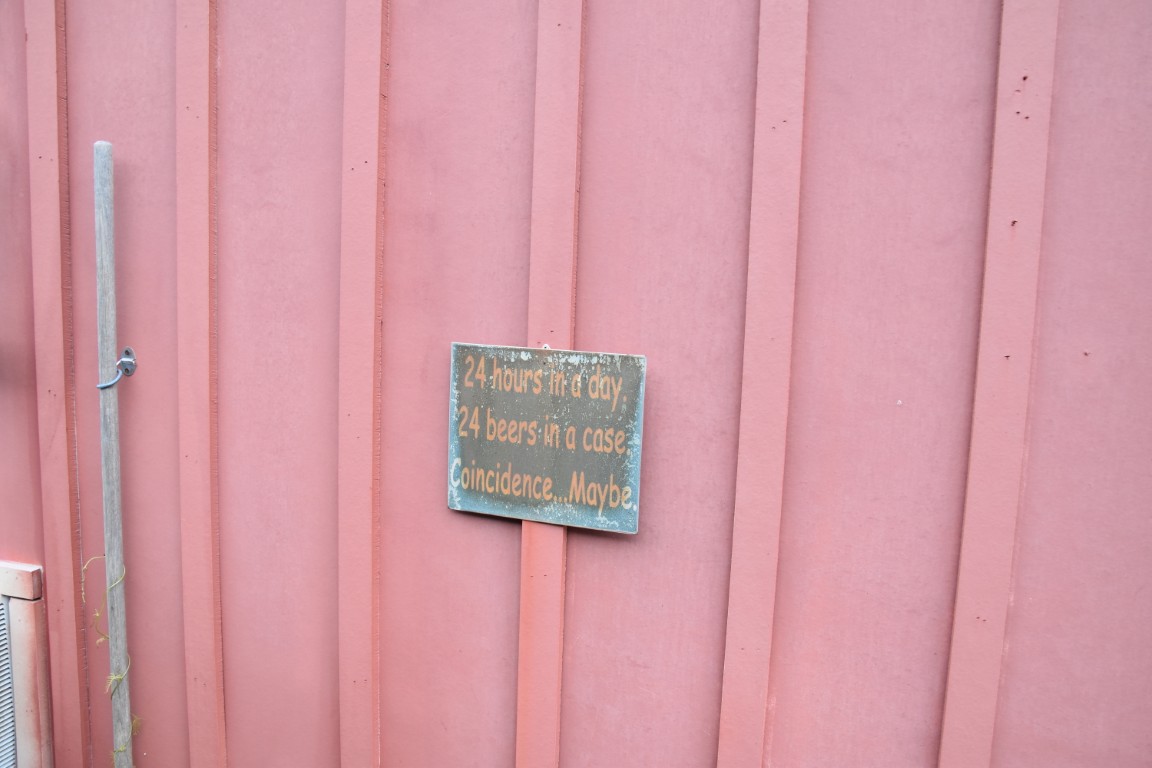 24 hours in a day.
24 beers in a case.
Coincidence...Maybe.